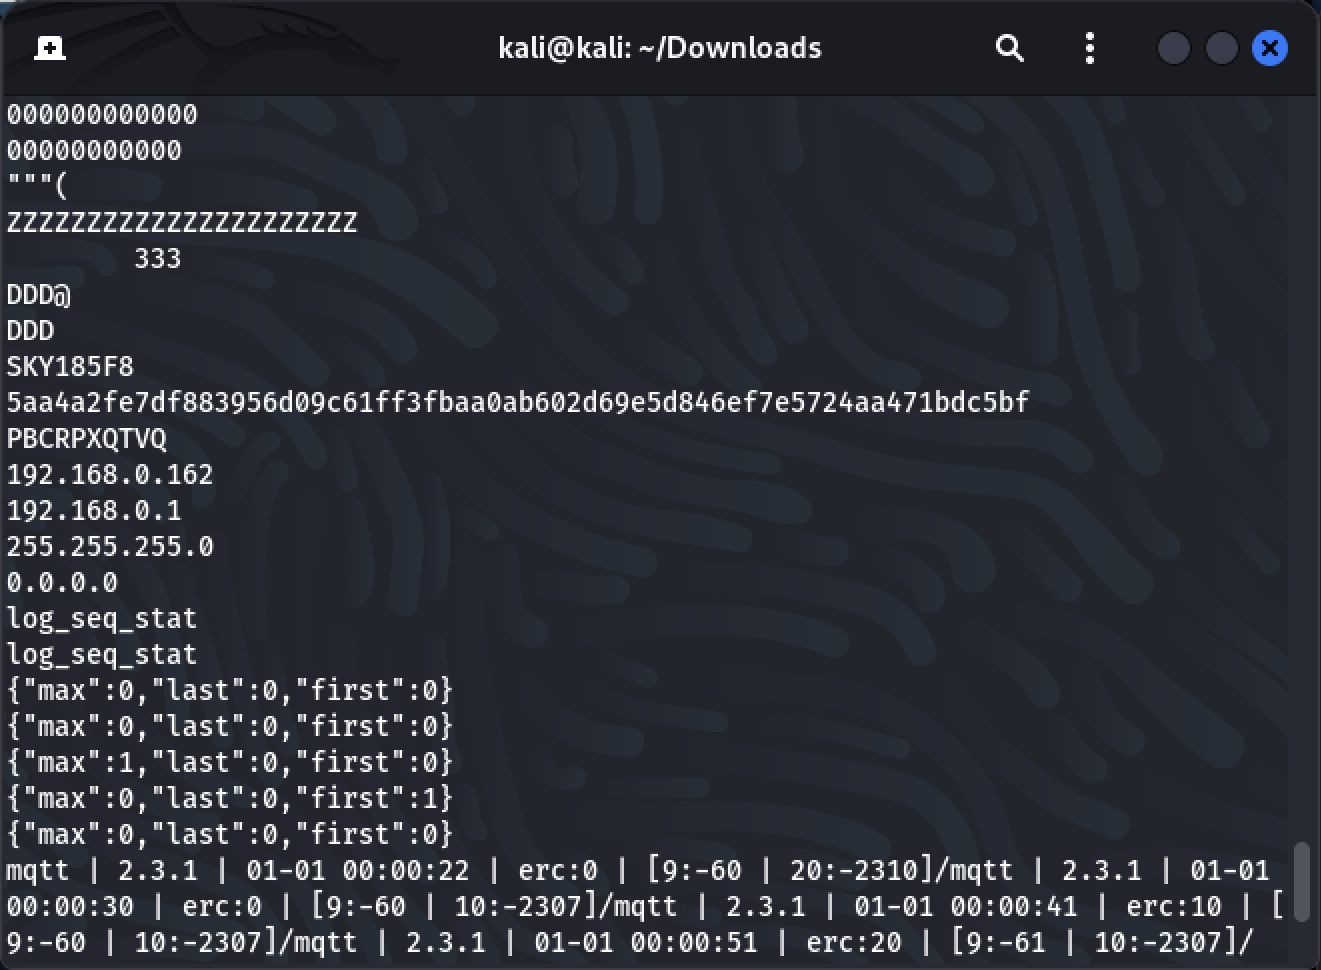 kali@kali: ~/Downloads
000000000000
00000000000
"""(
ZZZZZZZZZZZZZZZZZZZZZZ
        333
DDD@
DDD
SKY185F8
5aa4a2fe7df883956d09c61ff3fbaa0ab602d69e5d846ef7e5724aa471bdc5bf
PBCRPXQTVQ
192.168.0.162
192.168.0.1
255.255.255.0
0.0.0.0
log_seq_stat
log_seq_stat
{"max":0,"last":0,"first":0}
{"max":0,"last":0,"first":0}
{"max":1,"last":0,"first":0}
{"max":0,"last":0,"first":1}
{"max":0,"last":0,"first":0}
mqtt | 2.3.1 | 01-01 00:00:22 | erc:0 | [9:-60 | 20:-2310]/mqtt | 2.3.1 | 01-01
00:00:30 | erc:0 | [9:-60 | 10:-2307]/mqtt | 2.3.1 | 01-01 00:00:41 | erc:10 | [
9:-60 | 10:-2307]/mqtt | 2.3.1 | 01-01 00:00:51 | erc:20 | [9:-61 | 10:-2307]/